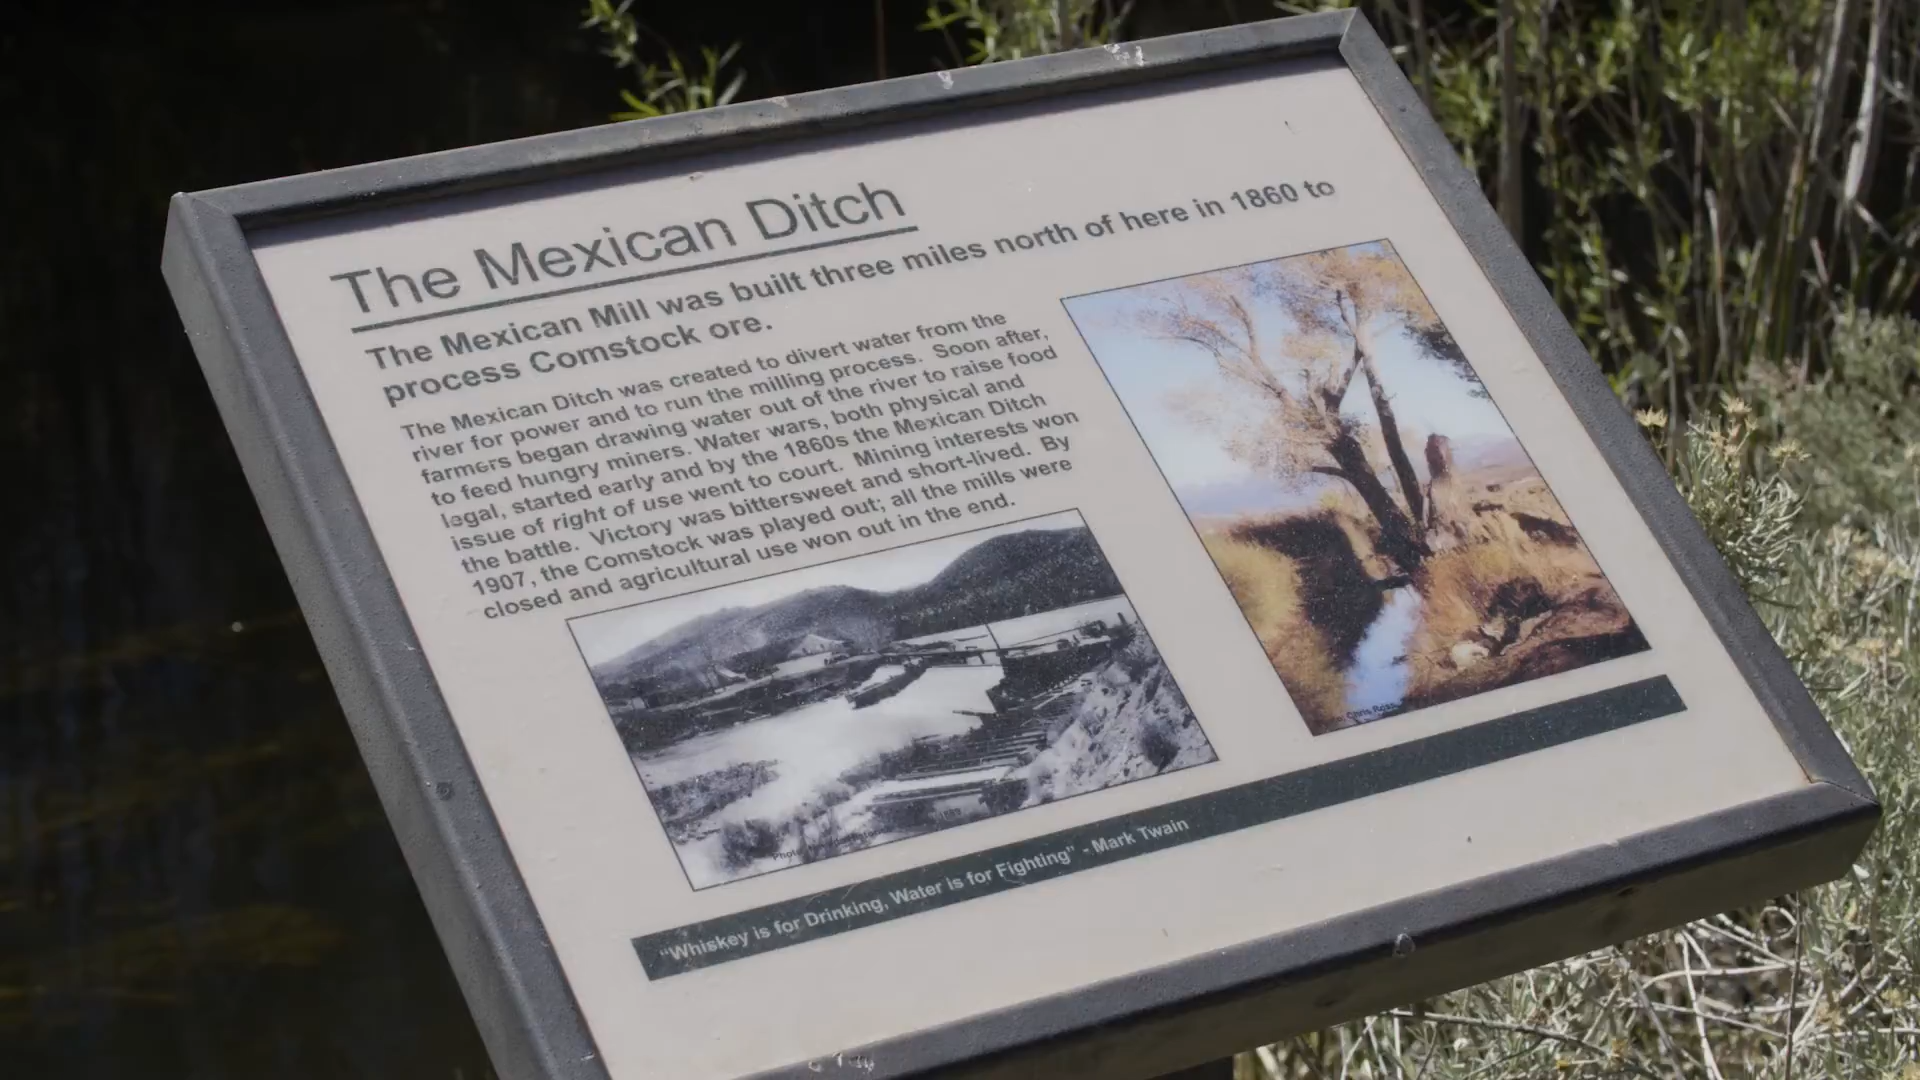 The Mexican Ditch
The Mexican Mill was built three miles north of here in 1860 to
process Comstock ore.
The Mexican Ditch was created to divert water from the
river for power and to run the milling process. Soon after,
farmers began drawing water out of the river to raise food
to feed hungry miners. Water wars, both physical and
legal, started early and by the 1860s the Mexican Ditch
issue of right of use went to court. Mining interests won
the battle. Victory was bittersweet and short-lived. By
1907, the Comstock was played out; all the mills were
closed and agricultural use won out in the end.
Chris Ross
Photo
"Whiskey is for Drinking, Water is for Fighting" - Mark Twain